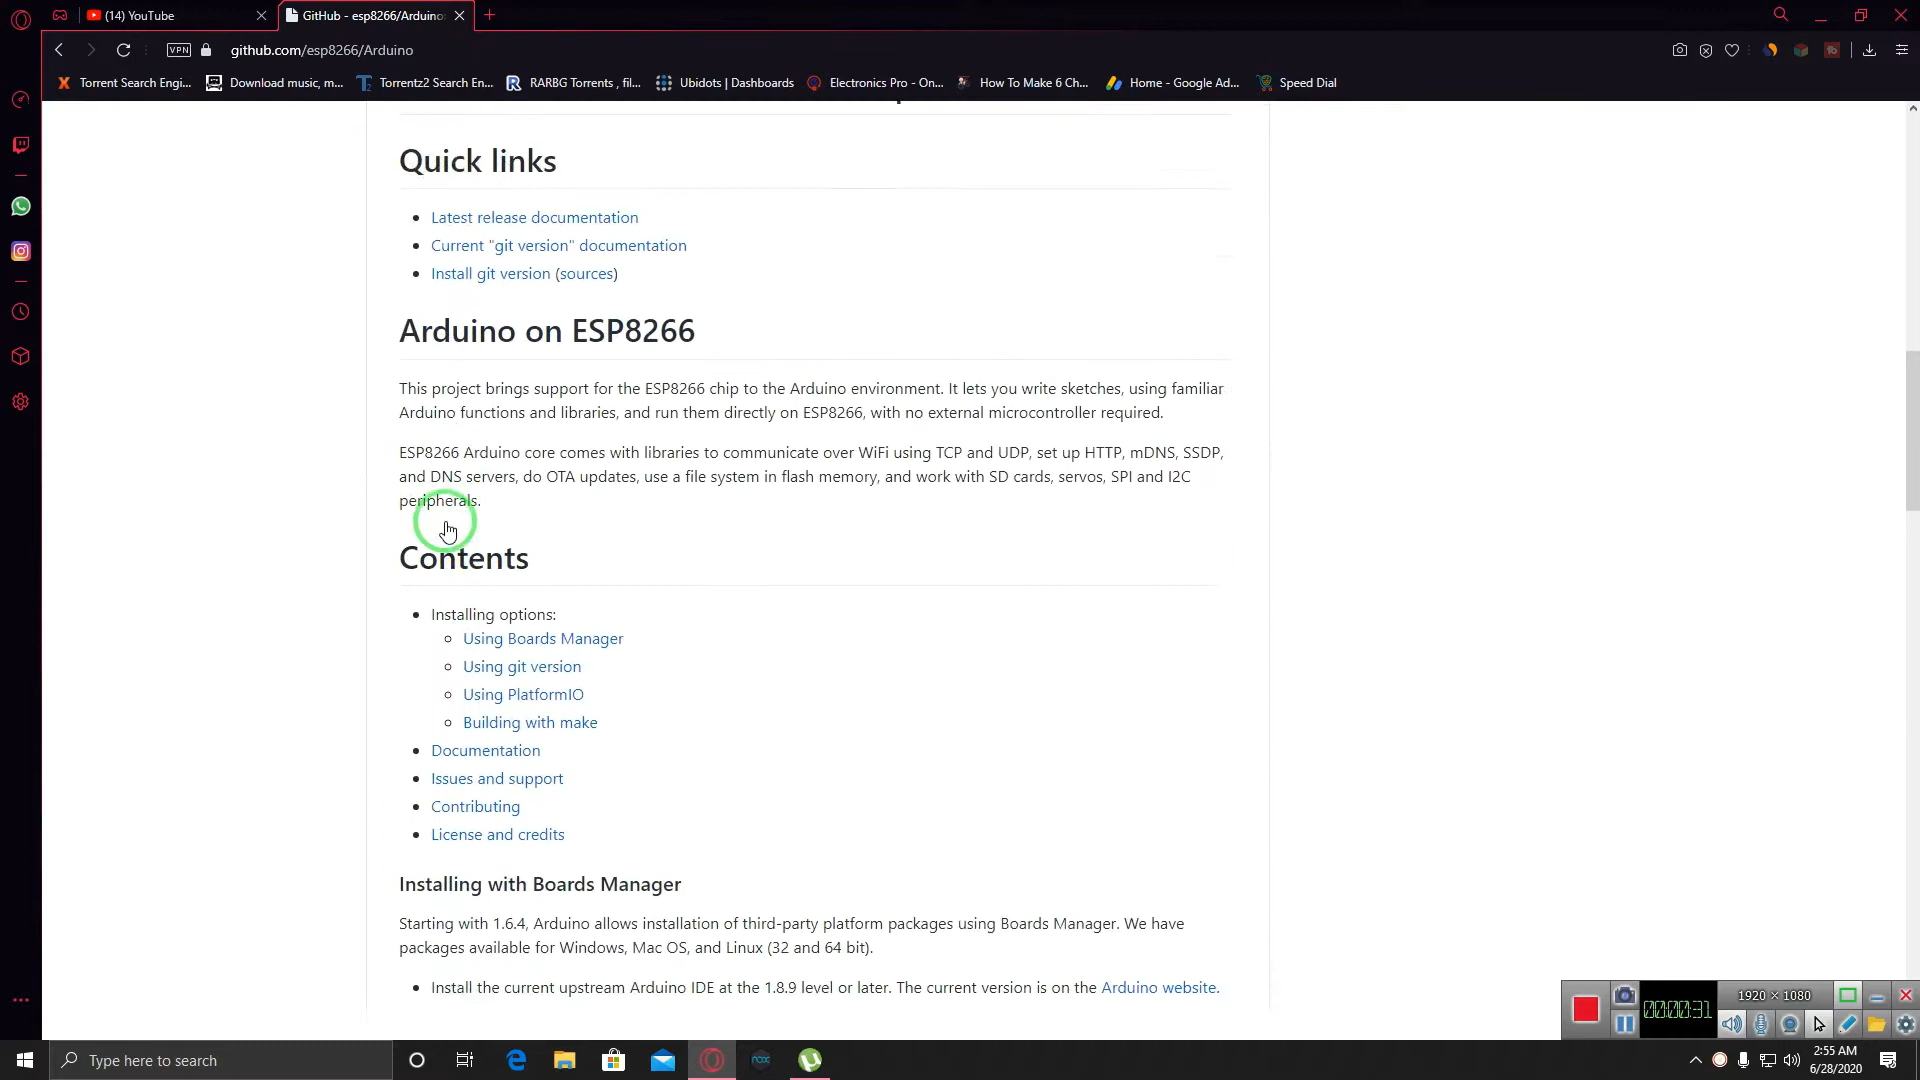 (14) YouTube
GitHub - esp8266/Arduino:
VPN
github.com/esp8266/Arduino
Torrent Search Engi...
Download music, m...
Torrentz2 Search En...
RARBG Torrents , fil...
Ubidots | Dashboards
Electronics Pro - On...
How To Make 6 Ch...
Home - Google Ad...
Speed Dial
Quick links
Latest release documentation
Current "git version" documentation
Install git version (sources)
Arduino on ESP8266
This project brings support for the ESP8266 chip to the Arduino environment. It lets you write sketches, using familiar
Arduino functions and libraries, and run them directly on ESP8266, with no external microcontroller required.
ESP8266 Arduino core comes with libraries to communicate over WiFi using TCP and UDP, set up HTTP, mDNS, SSDP,
and DNS servers, do OTA updates, use a file system in flash memory, and work with SD cards, servos, SPI and I2C
peripherals.
Contents
Installing options:
Using Boards Manager
Using git version
Using PlatformIO
Building with make
Documentation
Issues and support
Contributing
License and credits
Installing with Boards Manager
Starting with 1.6.4, Arduino allows installation of third-party platform packages using Boards Manager. We have
packages available for Windows, Mac OS, and Linux (32 and 64 bit).
Install the current upstream Arduino IDE at the 1.8.9 level or later. The current version is on the Arduino website.
00:00:31
1920 × 1080
Type here to search
nox
2:55 AM
6/28/2020